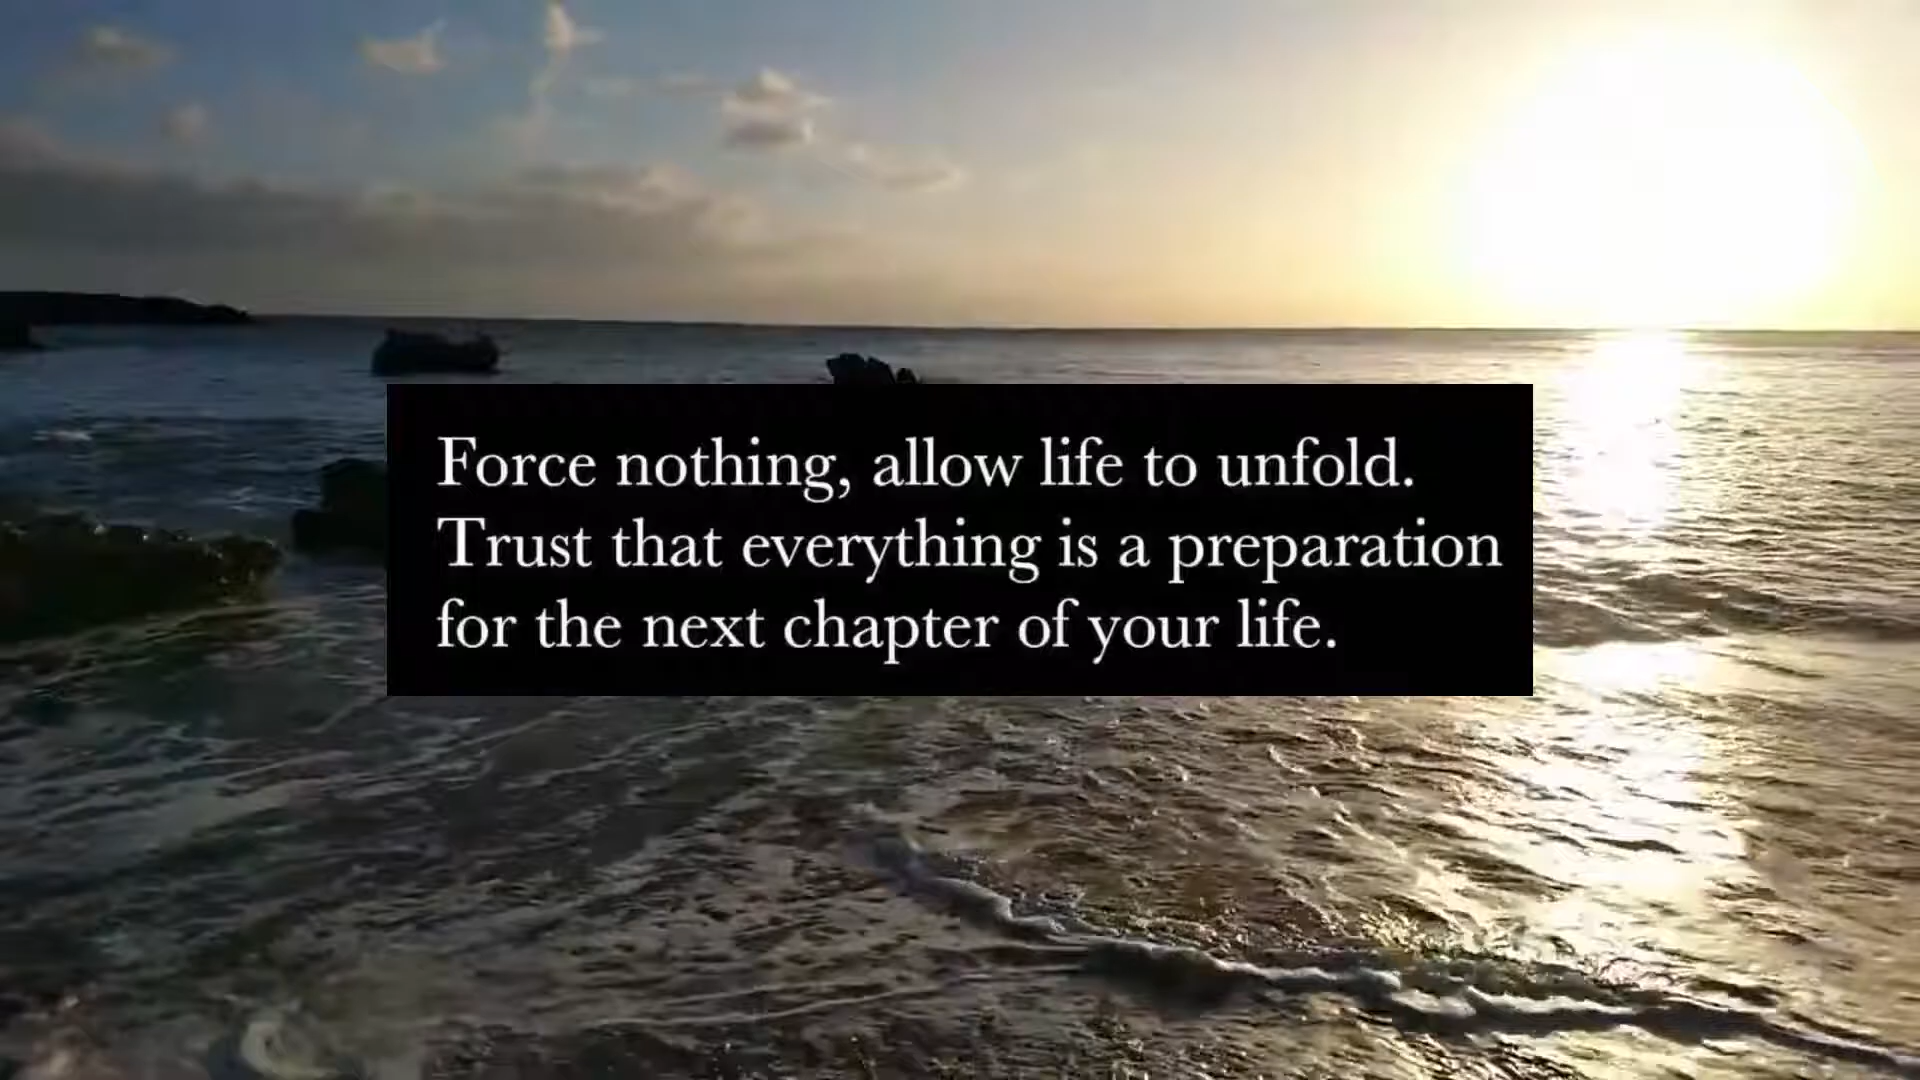 Force nothing, allow life to unfold.
Trust that everything is a preparation
for the next chapter of your life.